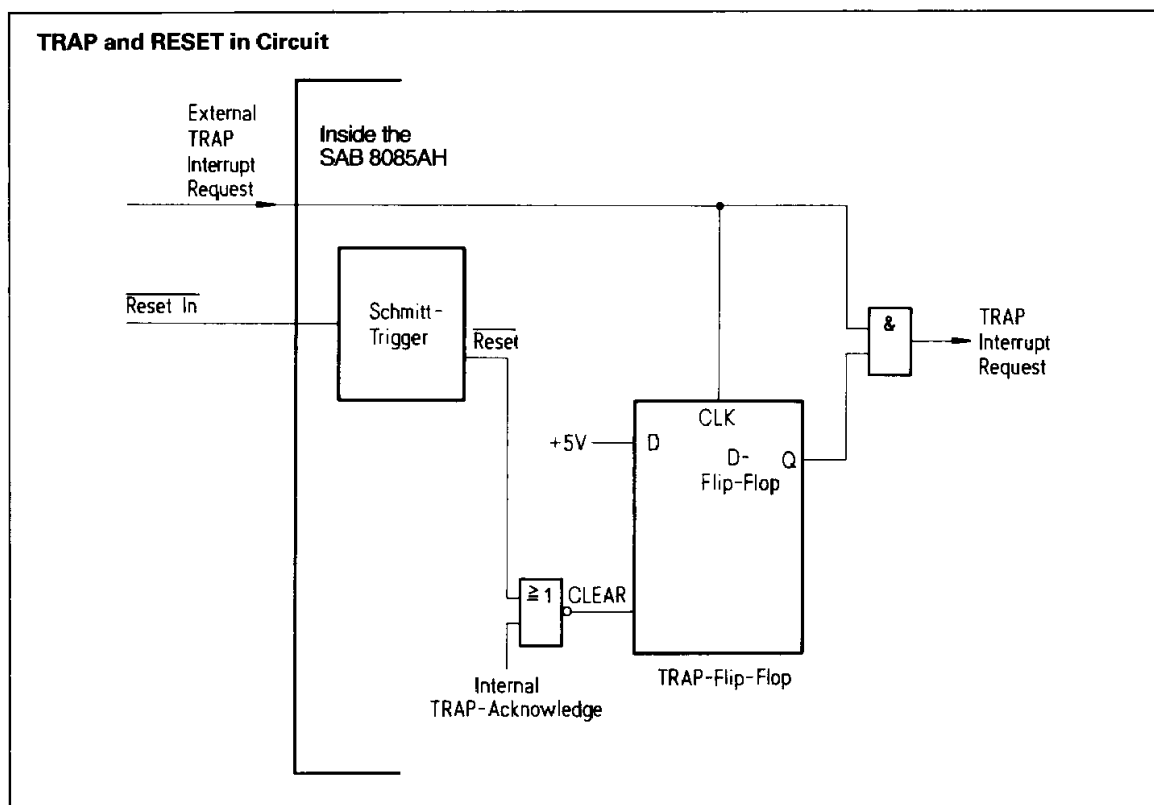 TRAP and RESET in Circuit
External
TRAP
Interrupt
Request
Inside the
SAB 8085AH
Reset In
Schmitt-
Trigger
Reset
&
TRAP
Interrupt
Request
CLK
+5V
D
D-
Flip-Flop
Q
≥1
CLEAR
Internal
TRAP-Acknowledge
TRAP-Flip-Flop